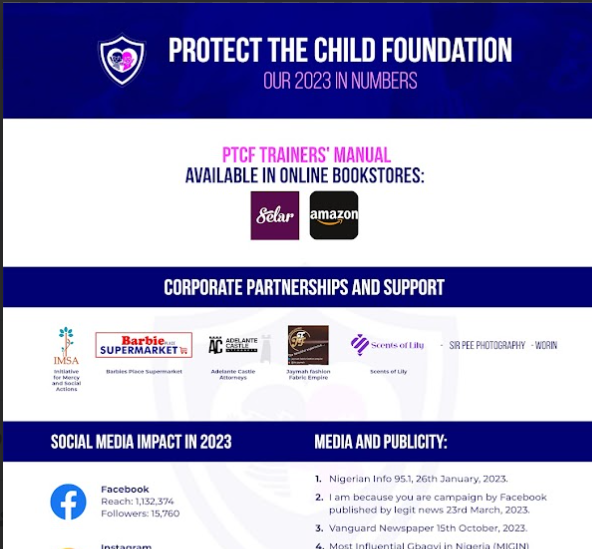 PROTECT THE CHILD FOUNDATION
OUR 2023 IN NUMBERS
PTCF TRAINERS' MANUAL
AVAILABLE IN ONLINE BOOKSTORES:
Selar
amazon
CORPORATE PARTNERSHIPS AND SUPPORT
IMSA
Initiative
for Mercy
and Social
Actions
Barbie
SUPERMARKET
Barbies Place Supermarket
AC ADELANTE
CASTLE
Adelante Castle
Attorneys
Jaymah fashion
Fabric Empire
Scents of Lily
Scents of Lily
- SIR PEE PHOTOGRAPHY - WORIN
SOCIAL MEDIA IMPACT IN 2023
Facebook
Reach: 1,132,374
Followers: 15,760
Instagram
MEDIA AND PUBLICITY:
1. Nigerian Info 95.1, 26th January, 2023.
2. I am because you are campaign by Facebook
published by legit news 23rd March, 2023.
3. Vanguard Newspaper 15th October, 2023.
4. Most Influential Gbagyi in Nigeria (MIGIN)